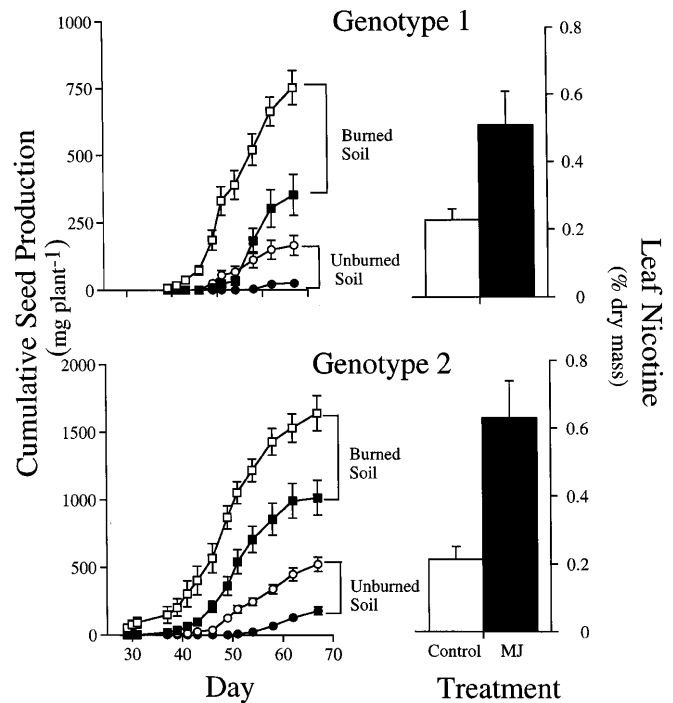 Genotype 1
1000
750
500
250
0
Burned
Soil
Unburned
Soil
0.8
0.6
0.4
0.2
0
Cumulative Seed Production
(mg plant-1)
Leaf Nicotine
(% dry mass)
Genotype 2
2000
1500
1000
500
0
Burned
Soil
Unburned
Soil
0.8
0.6
0.4
0.2
0
30 40 50 60 70
Control MJ
Day
Treatment